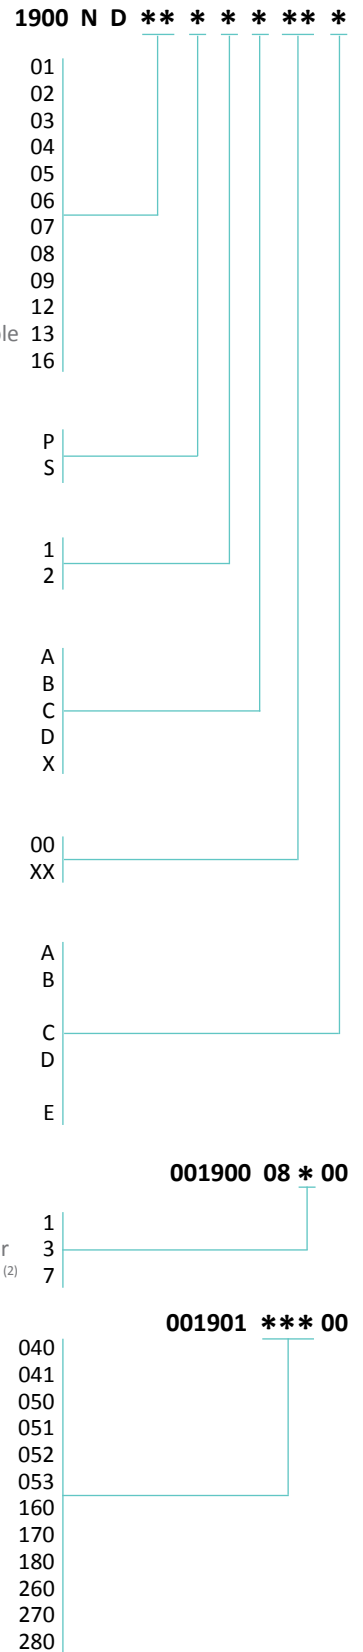 1900 N D ** * * * ** *
01
02
03
04
05
06
07
08
09
12
le 13
16
P
S
1
2
A
B
C
D
X
00
XX
A
B
C
D
E
001900 08 * 00
1
r 3
(2) 7
001901 *** 00
040
041
050
051
052
053
160
170
180
260
270
280